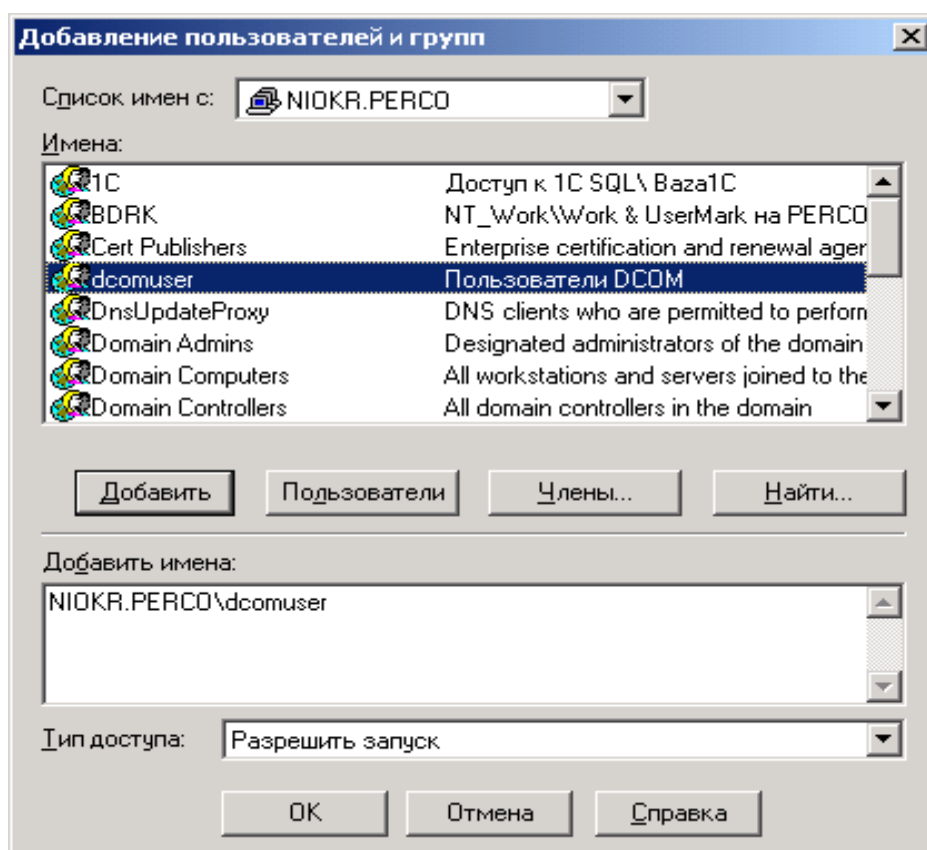 Добавление пользователей и групп
Список имен с: NIOKR.PERCO
Имена:
1C Доступ к 1С SQL\ Baza1C
BDRK NT_Work\Work & UserMark на PERCO
Cert Publishers Enterprise certification and renewal ager
dcomuser Пользователи DCOM
DnsUpdateProxy DNS clients who are permitted to perform
Domain Admins Designated administrators of the domain
Domain Computers All workstations and servers joined to the
Domain Controllers All domain controllers in the domain
Добавить Пользователи Члены... Найти...
Добавить имена:
NIOKR.PERCO\dcomuser
Тип доступа: Разрешить запуск
OK Отмена Справка